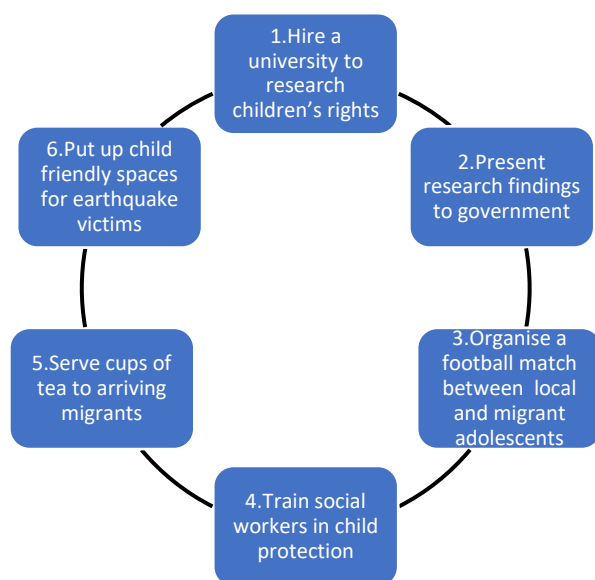 1.Hire a
university to
research
children's rights
2.Present
research findings
to government
3.Organise a
football match
between local
and migrant
adolescents
4.Train social
workers in child
protection
5.Serve cups of
tea to arriving
migrants
6.Put up child
friendly spaces
for earthquake
victims